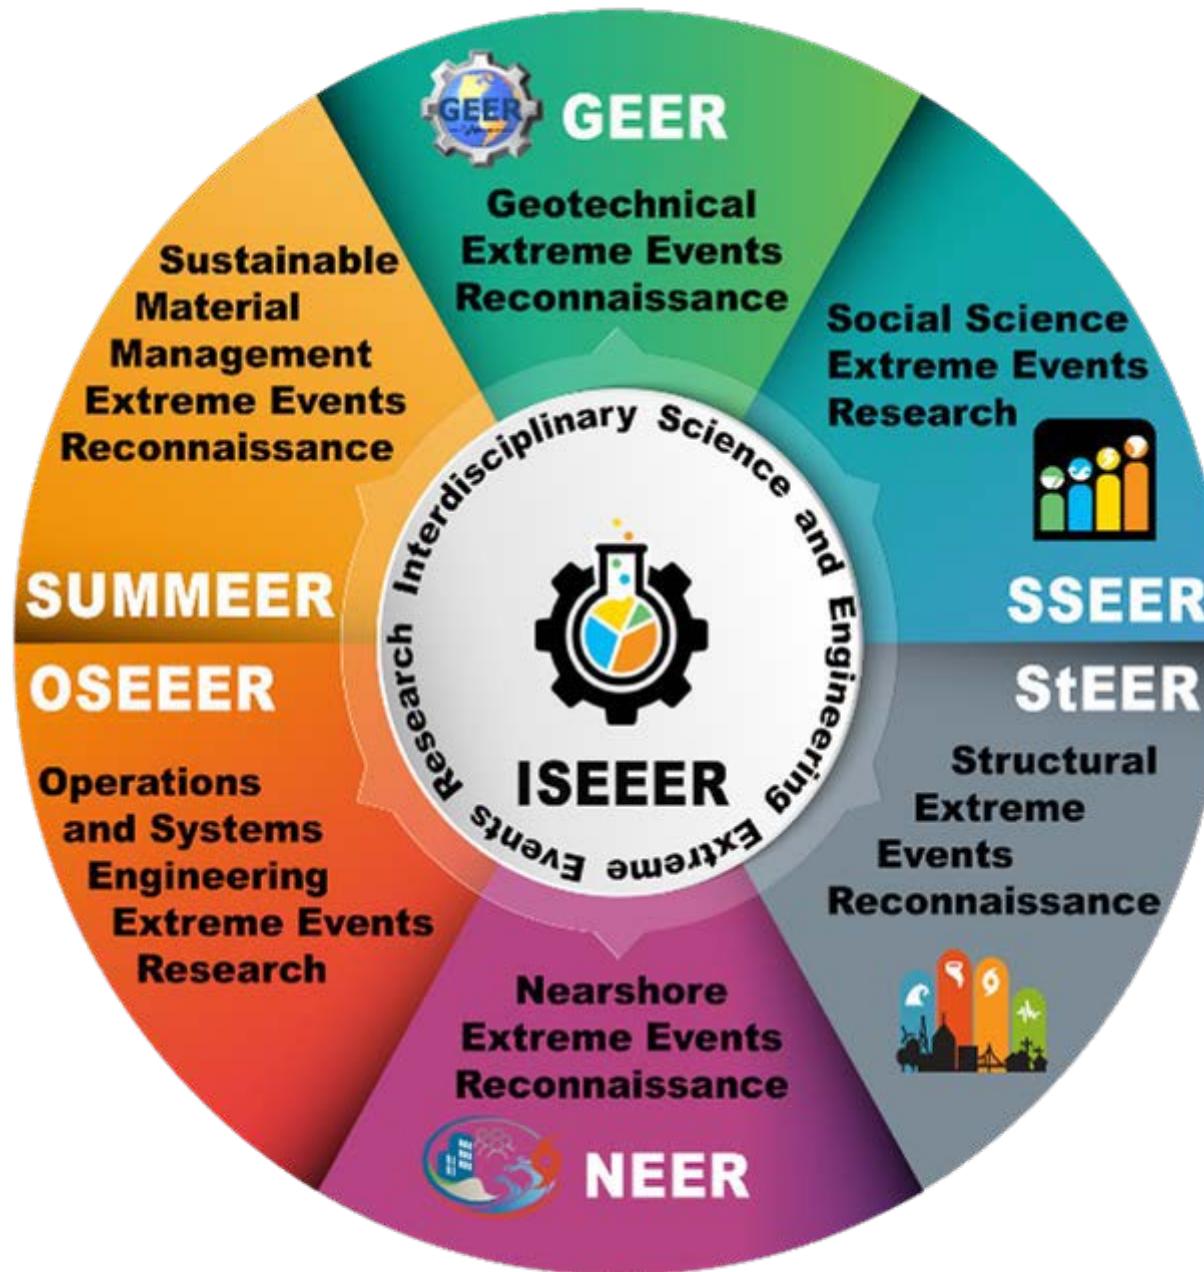 GEER
GEER
Geotechnical
Extreme Events
Reconnaissance
Social Science
Extreme Events
Research
SSEER
StEER
Structural
Extreme
Events
Reconnaissance
Nearshore
Extreme Events
Reconnaissance
NEER
OSEEER
Operations
and Systems
Engineering
Extreme Events
Research
Sustainable
Material
Management
Extreme Events
Reconnaissance
SUMMEER
Interdisciplinary Science and Engineering Extreme Events Research
ISEEER